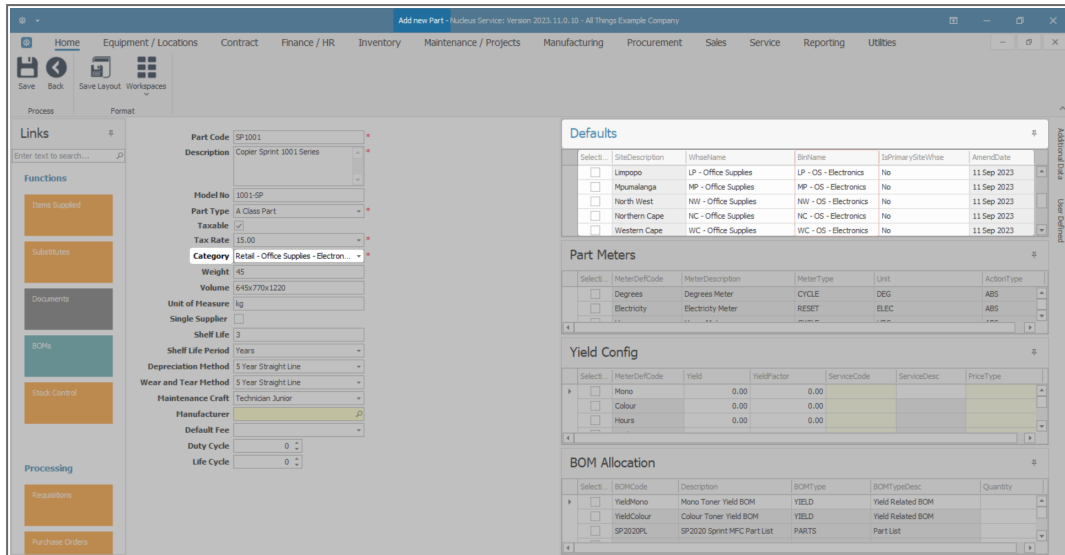 Add new Part - Nucleus Service: Version 2023.11.0.10 - All Things Example Company
Home Equipment / Locations Contract Finance / HR Inventory Maintenance / Projects Manufacturing Procurement Sales Service Reporting Utilities
Save Back Save Layout Workspaces
Process Format
Links
Enter text to search...
Functions
Items Supplied
Substitutes
Documents
BOMs
Stock Control
Processing
Requisitions
Purchase Orders
Part Code SP1001 *
Description Copier Sprint 1001 Series *
Model No 1001-SP
Part Type A Class Part *
Taxable
Tax Rate 15.00 *
Category Retail - Office Supplies - Electron... *
Weight 45
Volume 645x770x1220
Unit of Measure kg
Single Supplier
Shelf Life 3
Shelf Life Period Years
Depreciation Method 5 Year Straight Line
Wear and Tear Method 5 Year Straight Line
Maintenance Craft Technician Junior
Manufacturer
Default Fee
Duty Cycle 0
Life Cycle 0
Defaults
Selecti... SiteDescription WhseName BinName IsPrimarySiteWhse AmendDate
Limpopo LP - Office Supplies LP - OS - Electronics No 11 Sep 2023
Mpumalanga MP - Office Supplies MP - OS - Electronics No 11 Sep 2023
North West NW - Office Supplies NW - OS - Electronics No 11 Sep 2023
Northern Cape NC - Office Supplies NC - OS - Electronics No 11 Sep 2023
Western Cape WC - Office Supplies WC - OS - Electronics No 11 Sep 2023
Part Meters
Selecti... MeterDefCode MeterDescription MeterType Unit ActionType
Degrees Degrees Meter CYCLE DEG ABS
Electricity Electricity Meter RESET ELEC ABS
Yield Config
Selecti... MeterDefCode Yield YieldFactor ServiceCode ServiceDesc PriceType
Mono 0.00 0.00
Colour 0.00 0.00
Hours 0.00 0.00
BOM Allocation
Selecti... BOMCode Description BOMType BOMTypeDesc Quantity
YieldMono Mono Toner Yield BOM YIELD Yield Related BOM
YieldColour Colour Toner Yield BOM YIELD Yield Related BOM
SP2020PL SP2020 Sprint MFC Part List PARTS Part List
Additional Data
User Defined